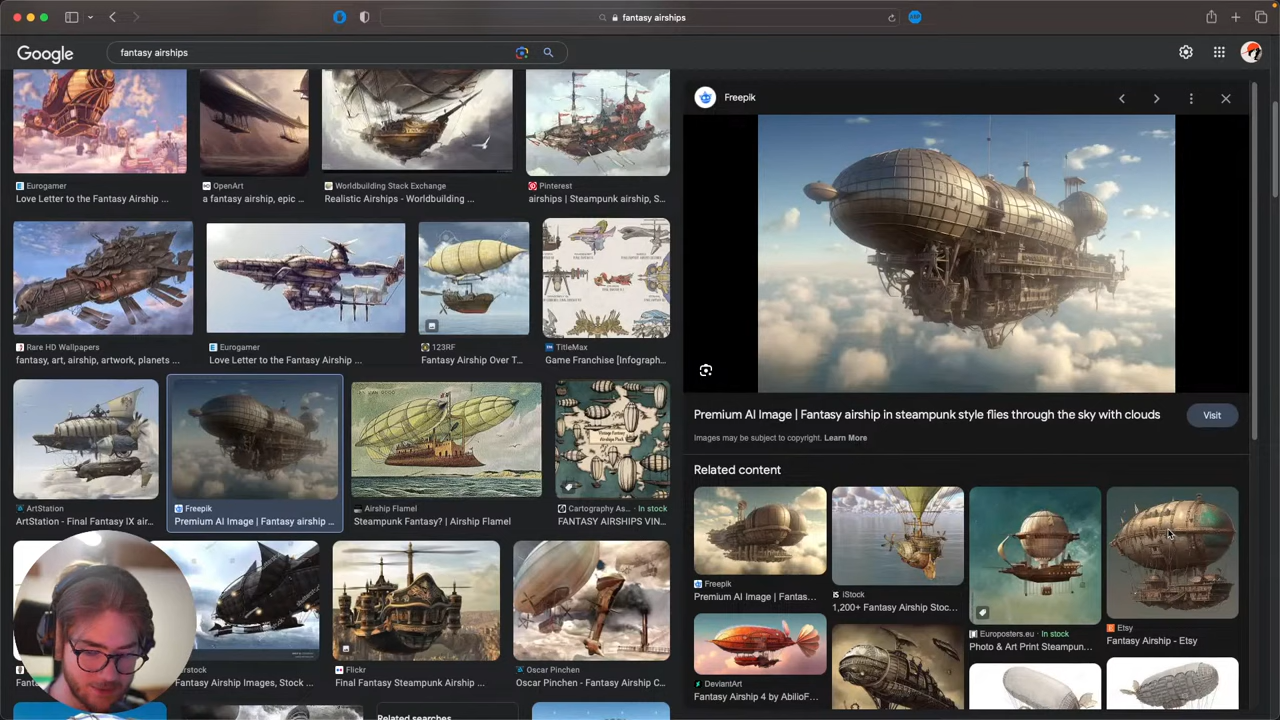 fantasy airships
Google
fantasy airships
Eurogamer
Love Letter to the Fantasy Airship ...
OpenArt
a fantasy airship, epic ...
Worldbuilding Stack Exchange
Realistic Airships - Worldbuilding ...
Pinterest
airships | Steampunk airship, S...
Rare HD Wallpapers
fantasy, art, airship, artwork, planets ...
Eurogamer
Love Letter to the Fantasy Airship ...
123RF
Fantasy Airship Over T...
TitleMax
Game Franchise [Infograph...
ArtStation
ArtStation - Final Fantasy IX air...
Freepik
Premium AI Image | Fantasy airship ...
Airship Flamel
Steampunk Fantasy? | Airship Flamel
Cartography As... · In stock
FANTASY AIRSHIPS VIN...
Fantasy Airship Images, Stock ...
Flickr
Final Fantasy Steampunk Airship ...
Oscar Pinchen
Oscar Pinchen - Fantasy Airship C...
Related searches
Freepik
Premium AI Image | Fantasy airship in steampunk style flies through the sky with clouds
Visit
Images may be subject to copyright. Learn More
Related content
Freepik
Premium AI Image | Fantas...
iStock
1,200+ Fantasy Airship Stoc...
Europosters.eu · In stock
Photo & Art Print Steampun...
Etsy
Fantasy Airship - Etsy
DeviantArt
Fantasy Airship 4 by AbilioF...